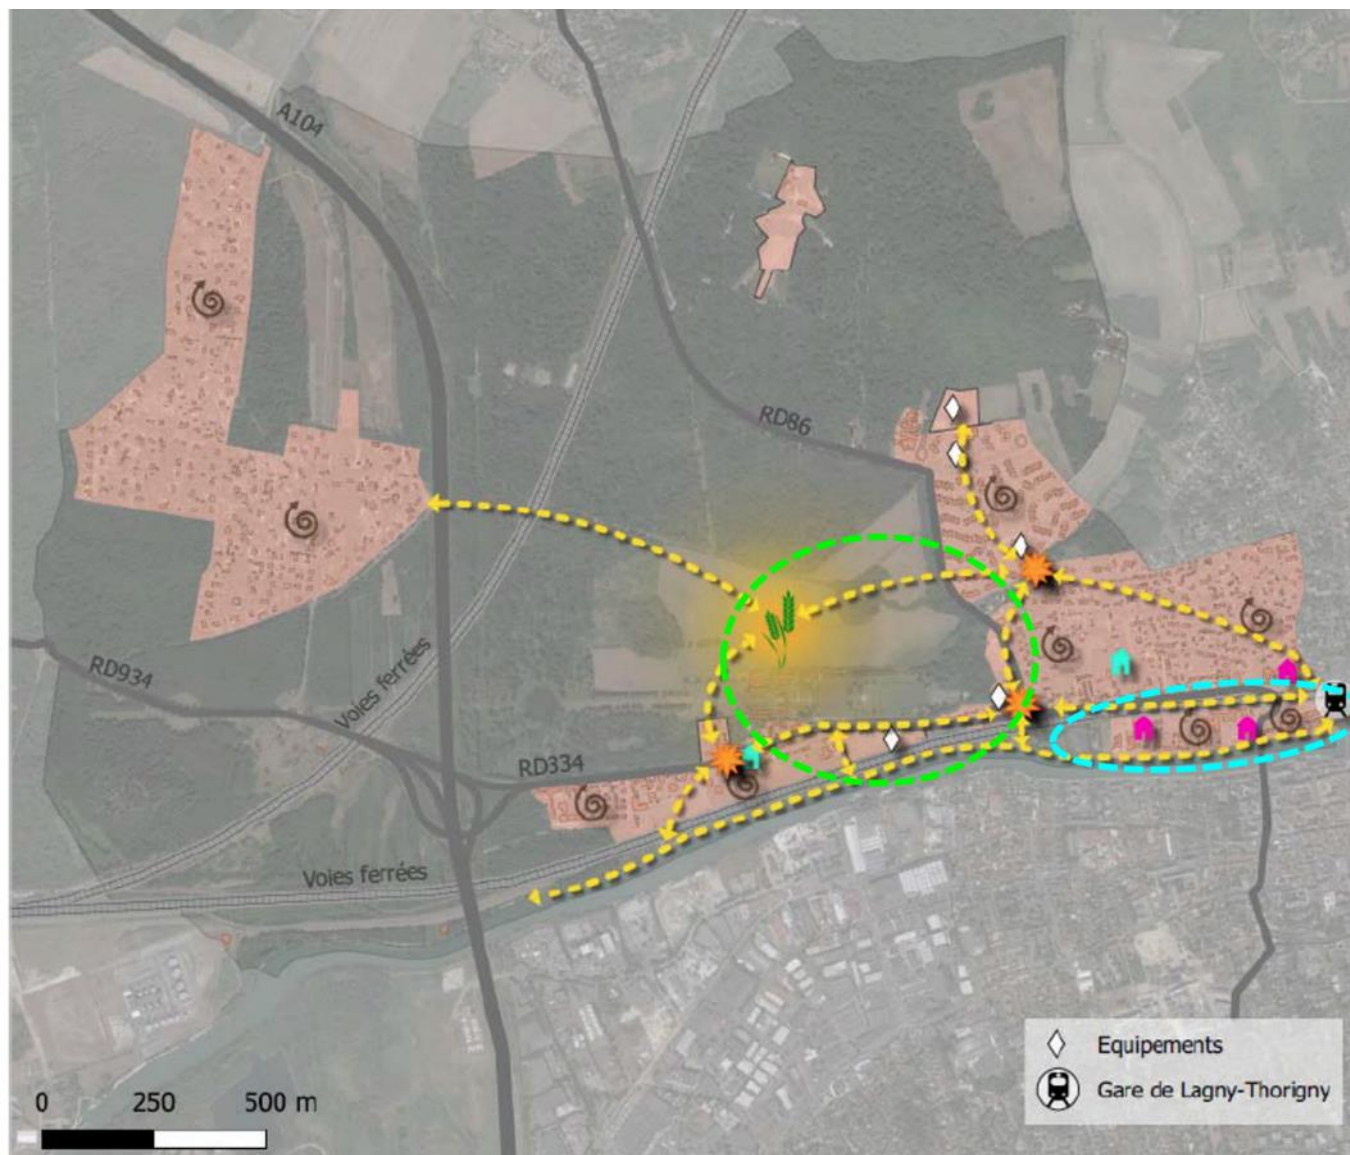 A104
RD86
RD934
Voies ferrées
RD334
Voies ferrées
Equipements
Gare de Lagny-Thorigny
0 250 500 m